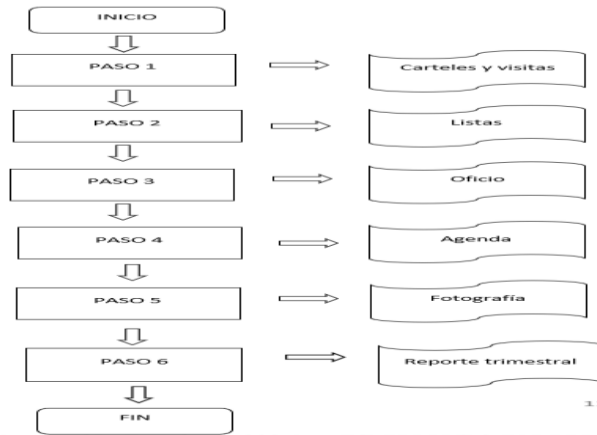 INICIO
PASO 1
Carteles y visitas
PASO 2
Listas
PASO 3
Oficio
PASO 4
Agenda
PASO 5
Fotografía
PASO 6
Reporte trimestral
1
FIN